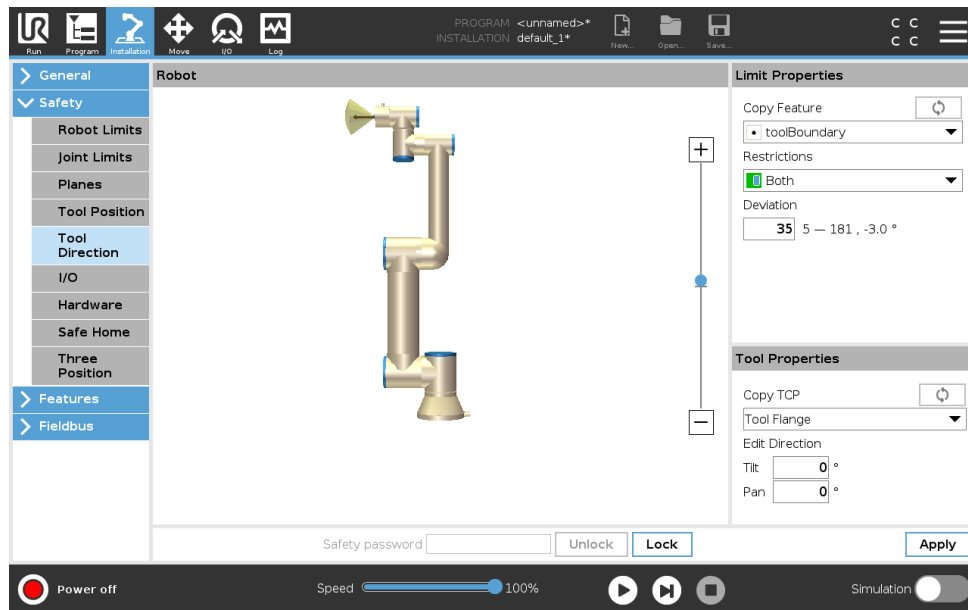 PROGRAM <unnamed>*
INSTALLATION default_1*
UR
Run
Program
Installation
Move
I/O
Log
New...
Open...
Save...
C C
C C
General
Safety
Robot Limits
Joint Limits
Planes
Tool Position
Tool
Direction
I/O
Hardware
Safe Home
Three
Position
Features
Fieldbus
Robot
+
−
Limit Properties
Copy Feature
toolBoundary
Restrictions
Both
Deviation
35 5 — 181 , -3.0 °
Tool Properties
Copy TCP
Tool Flange
Edit Direction
Tilt 0 °
Pan 0 °
Safety password Unlock Lock Apply
Power off Speed 100% Simulation